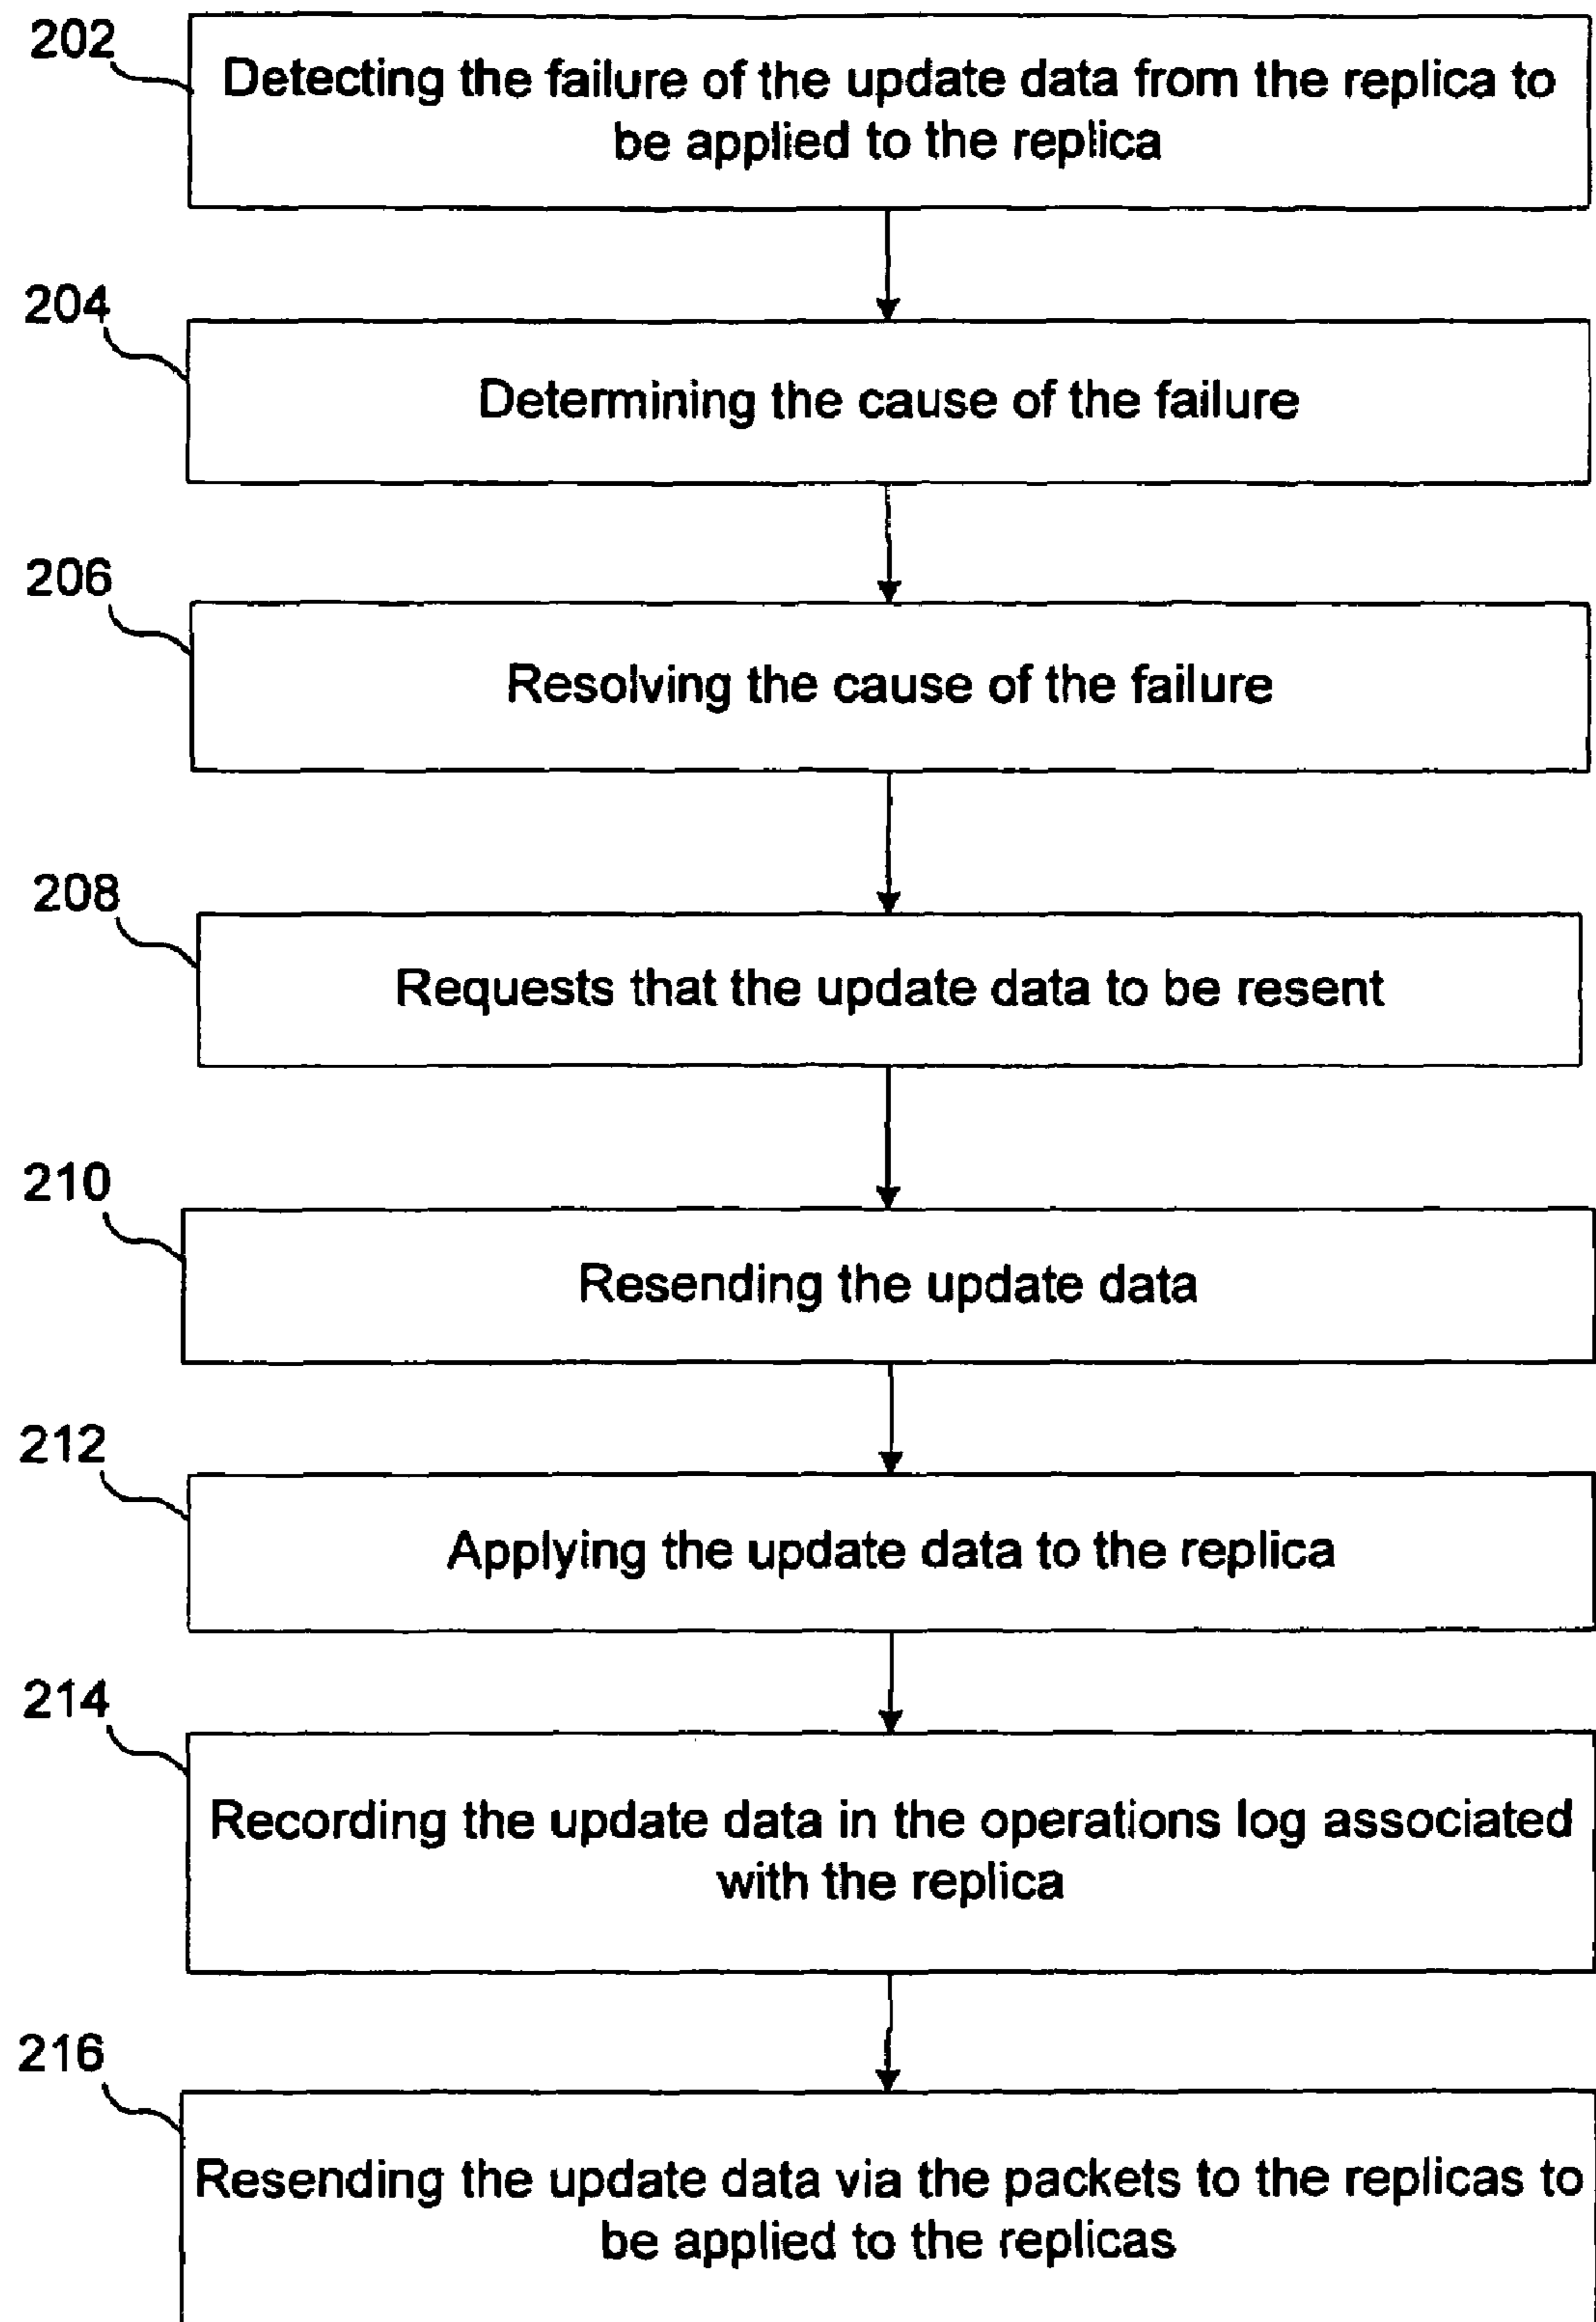 202
Detecting the failure of the update data from the replica to
be applied to the replica
204
Determining the cause of the failure
206
Resolving the cause of the failure
208
Requests that the update data to be resent
210
Resending the update data
212
Applying the update data to the replica
214
Recording the update data in the operations log associated
with the replica
216
Resending the update data via the packets to the replicas to
be applied to the replicas